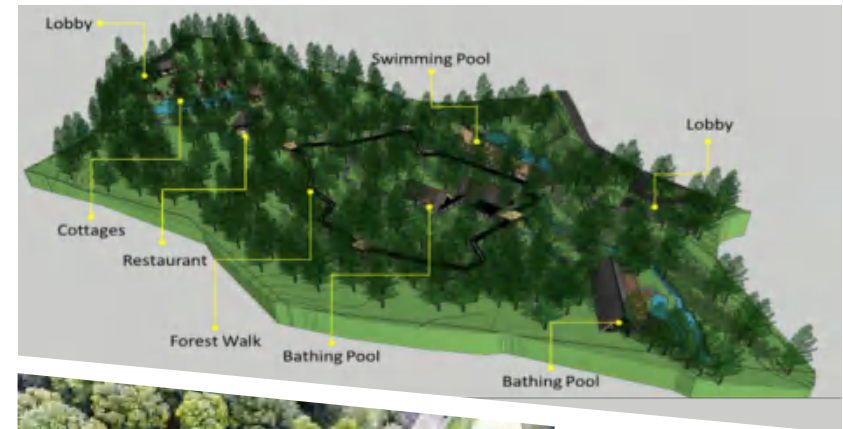 Lobby
Swimming Pool
Lobby
Cottages
Restaurant
Forest Walk
Bathing Pool
Bathing Pool